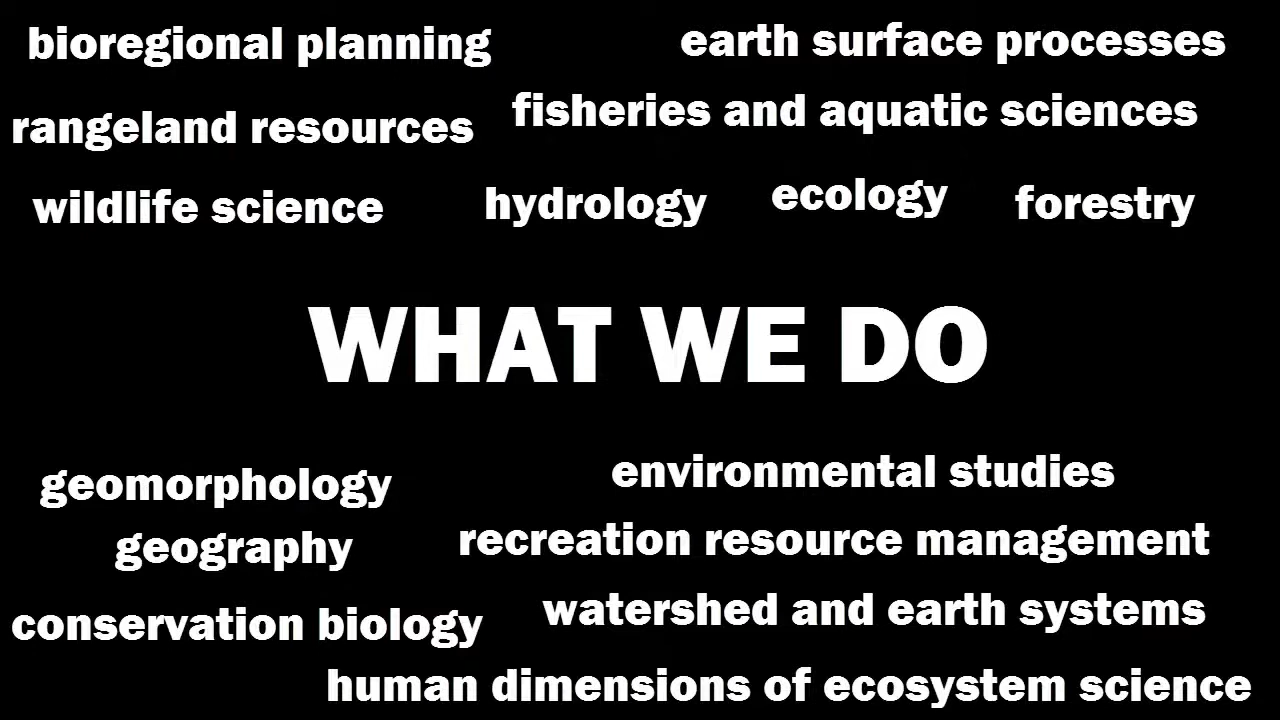 bioregional planning
earth surface processes
rangeland resources
fisheries and aquatic sciences
wildlife science
hydrology
ecology
forestry
WHAT WE DO
geomorphology
environmental studies
geography
recreation resource management
conservation biology
watershed and earth systems
human dimensions of ecosystem science